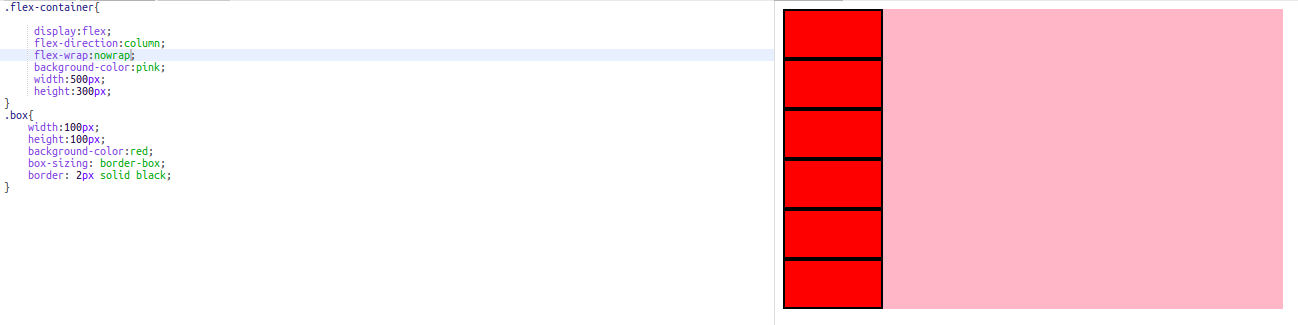 .flex-container{
display:flex;
flex-direction:column;
flex-wrap:nowrap;
background-color:pink;
width:500px;
height:300px;
}
.box{
width:100px;
height:100px;
background-color:red;
box-sizing: border-box;
border: 2px solid black;
}